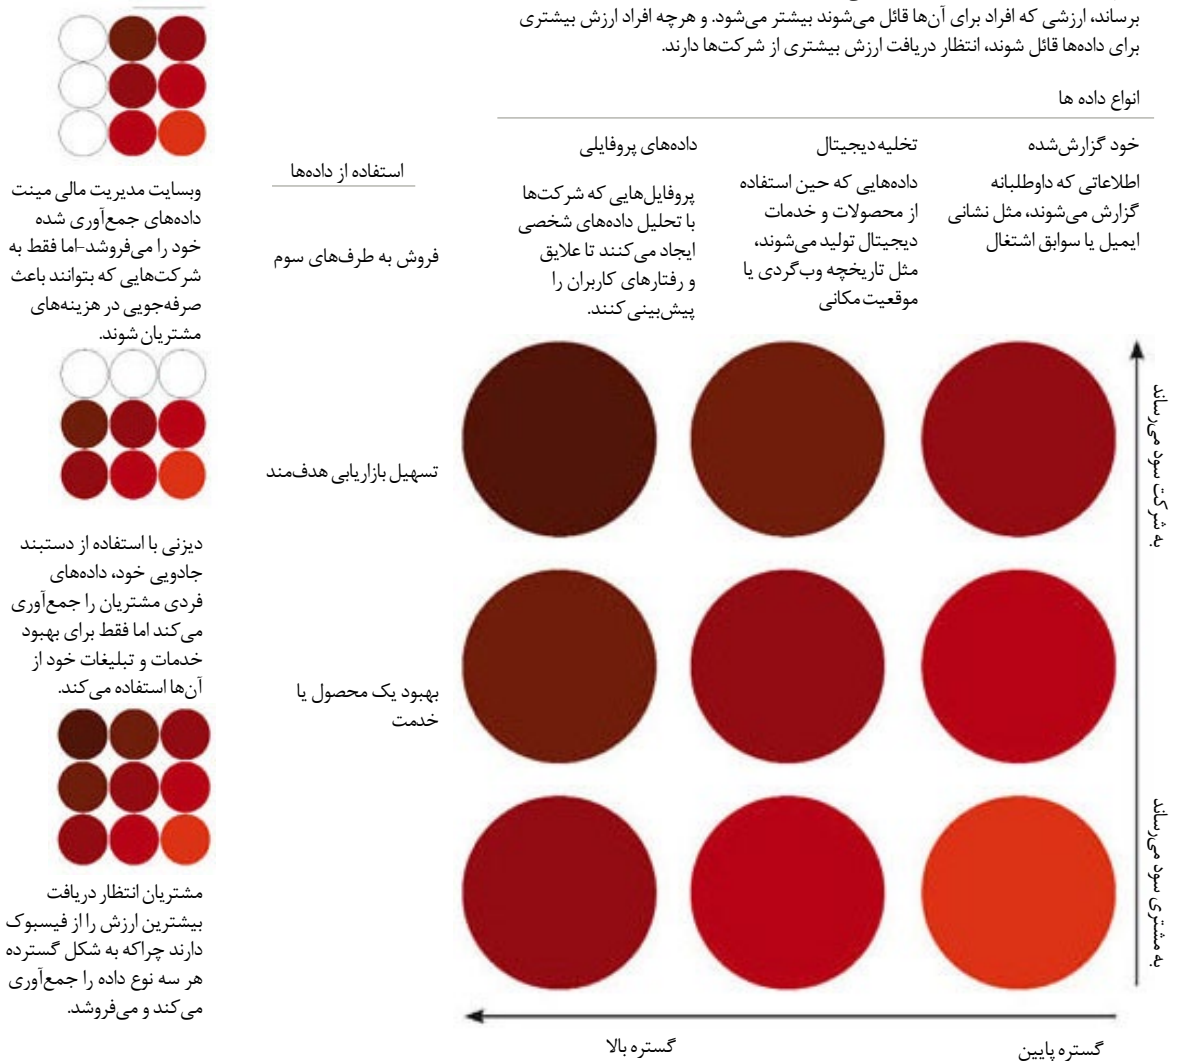 برساند، ارزشی که افراد برای آن‌ها قائل می‌شوند بیشتر می‌شود. و هرچه افراد ارزش بیشتری
برای داده‌ها قائل شوند، انتظار دریافت ارزش بیشتری از شرکت‌ها دارند.
انواع داده ها
خود گزارش‌شده
اطلاعاتی که داوطلبانه
گزارش می‌شوند، مثل نشانی
ایمیل یا سوابق اشتغال
تخلیه دیجیتال
داده‌هایی که حین استفاده
از محصولات و خدمات
دیجیتال تولید می‌شوند،
مثل تاریخچه وب‌گردی یا
موقعیت مکانی
داده‌های پروفایلی
پروفایل‌هایی که شرکت‌ها
با تحلیل داده‌های شخصی
ایجاد می‌کنند تا علایق
و رفتارهای کاربران را
پیش‌بینی کنند.
استفاده از داده‌ها
فروش به طرف‌های سوم
تسهیل بازاریابی هدف‌مند
بهبود یک محصول یا
خدمت
به شرکت سود می‌رساند
به مشتری سود می‌رساند
گستره پایین
گستره بالا
وبسایت مدیریت مالی مینت
داده‌های جمع‌آوری شده
خود را می‌فروشد-اما فقط به
شرکت‌هایی که بتوانند باعث
صرفه‌جویی در هزینه‌های
مشتریان شوند.
دیزنی با استفاده از دستبند
جادویی خود، داده‌های
فردی مشتریان را جمع‌آوری
می‌کند اما فقط برای بهبود
خدمات و تبلیغات خود از
آن‌ها استفاده می‌کند.
مشتریان انتظار دریافت
بیشترین ارزش را از فیسبوک
دارند چراکه به شکل گسترده
هر سه نوع داده را جمع‌آوری
می‌کند و می‌فروشد.